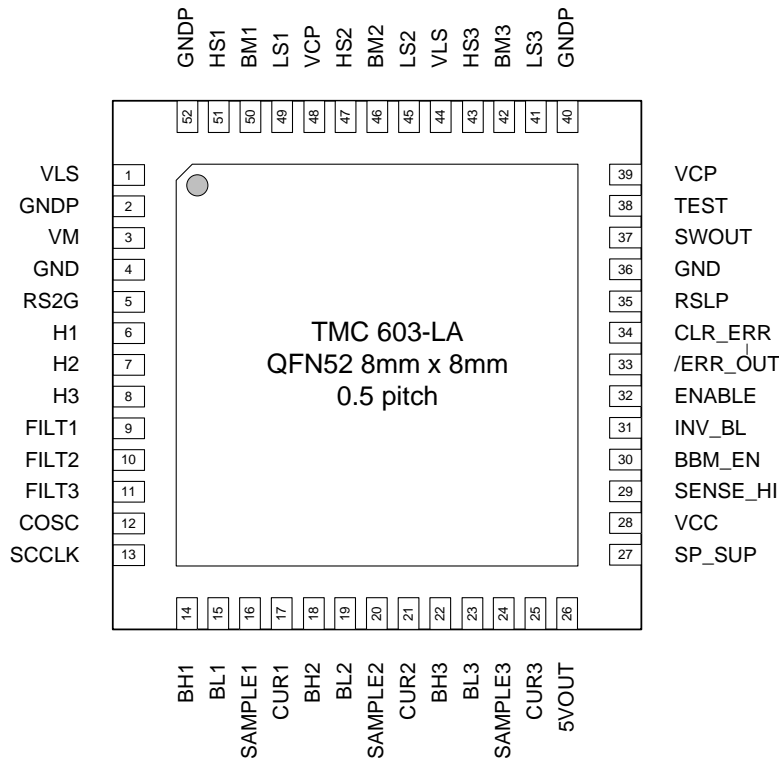 GNDP
HS1
BM1
LS1
VCP
HS2
BM2
LS2
VLS
HS3
BM3
LS3
GNDP
52
51
50
49
48
47
46
45
44
43
42
41
40
VLS 1
GNDP 2
VM 3
GND 4
RS2G 5
H1 6
H2 7
H3 8
FILT1 9
FILT2 10
FILT3 11
COSC 12
SCCLK 13
TMC 603-LA
QFN52 8mm x 8mm
0.5 pitch
39 VCP
38 TEST
37 SWOUT
36 GND
35 RSLP
34 CLR_ERR
33 /ERR_OUT
32 ENABLE
31 INV_BL
30 BBM_EN
29 SENSE_HI
28 VCC
27 SP_SUP
14
15
16
17
18
19
20
21
22
23
24
25
26
BH1
BL1
SAMPLE1
CUR1
BH2
BL2
SAMPLE2
CUR2
BH3
BL3
SAMPLE3
CUR3
5VOUT